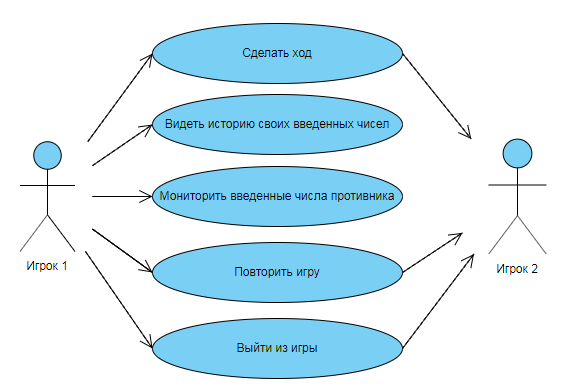 Сделать ход
Видеть историю своих введенных чисел
Мониторить введенные числа противника
Повторить игру
Выйти из игры
Игрок 1
Игрок 2